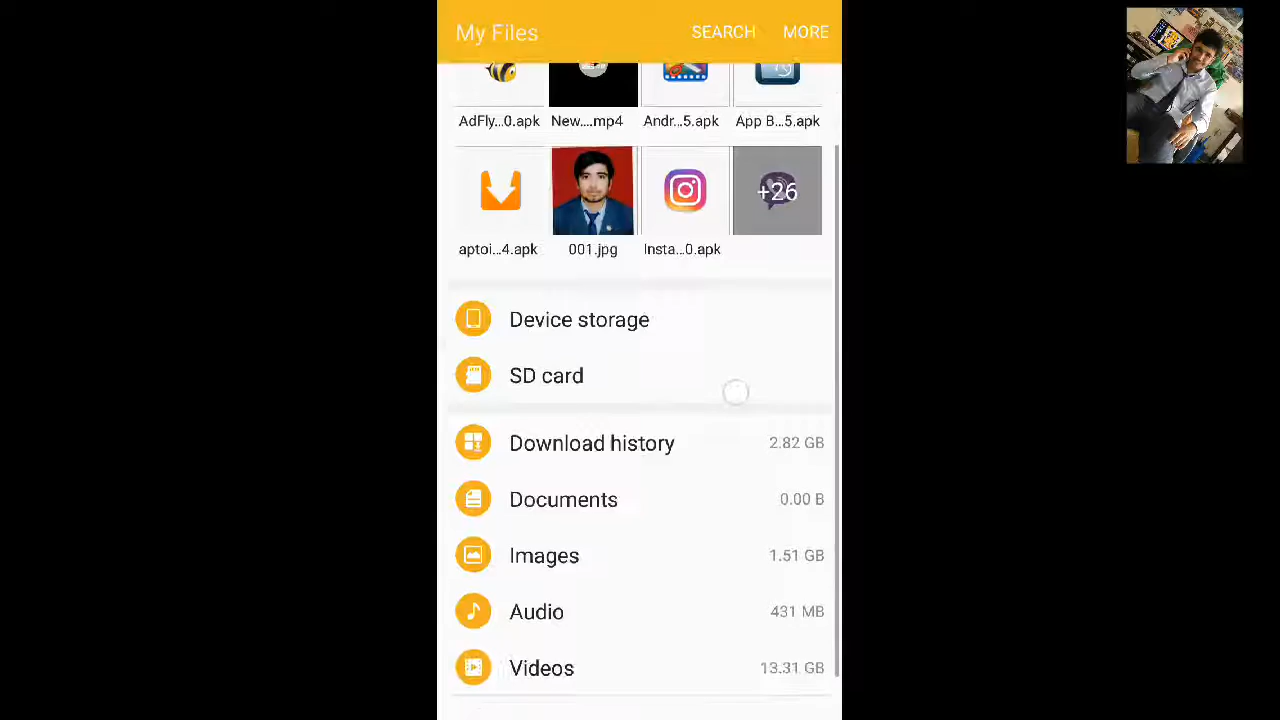 My Files SEARCH MORE
AdFly...0.apk New....mp4 Andr...5.apk App B...5.apk
+26
aptoi...4.apk 001.jpg Insta...0.apk
Device storage
SD card
Download history 2.82 GB
Documents 0.00 B
Images 1.51 GB
Audio 431 MB
Videos 13.31 GB